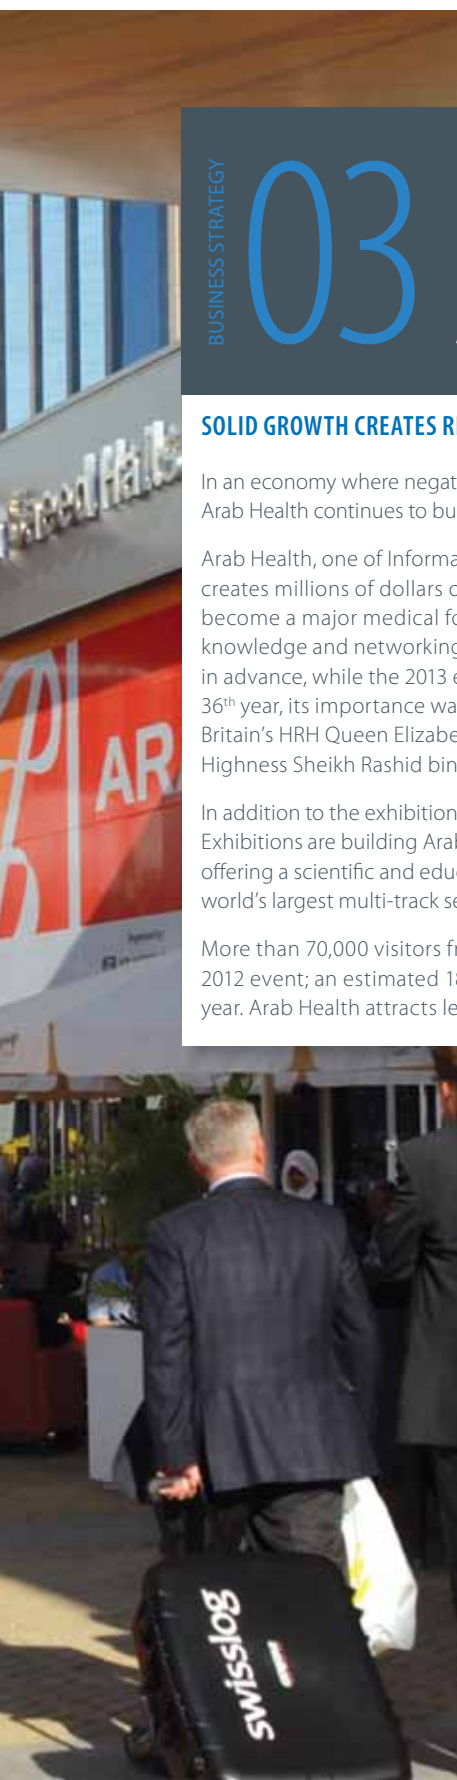 BUSINESS STRATEGY
03
SOLID GROWTH CREATES R
In an economy where negat
Arab Health continues to bu
Arab Health, one of Informa
creates millions of dollars o
become a major medical fo
knowledge and networking
in advance, while the 2013 e
36th year, its importance wa
Britain's HRH Queen Elizabe
Highness Sheikh Rashid bin
In addition to the exhibition
Exhibitions are building Arab
offering a scientific and edu
world's largest multi-track se
More than 70,000 visitors fr
2012 event; an estimated 18
year. Arab Health attracts le
AR
swisslog